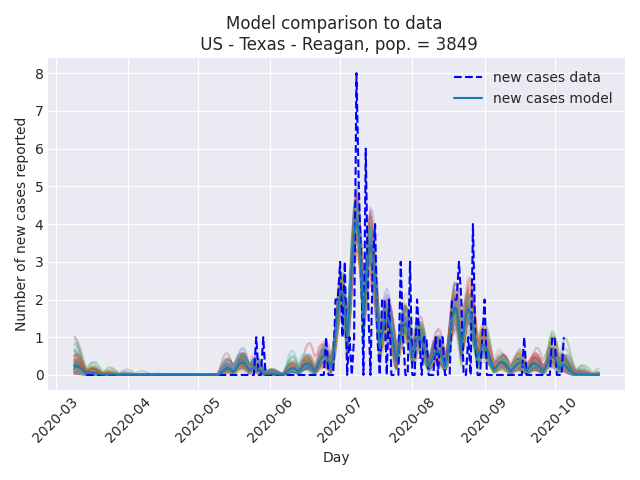 Model comparison to data
US - Texas - Reagan, pop. = 3849
new cases data
new cases model
8
7
6
5
4
3
2
1
0
Number of new cases reported
2020-03
2020-04
2020-05
2020-06
2020-07
2020-08
2020-09
2020-10
Day